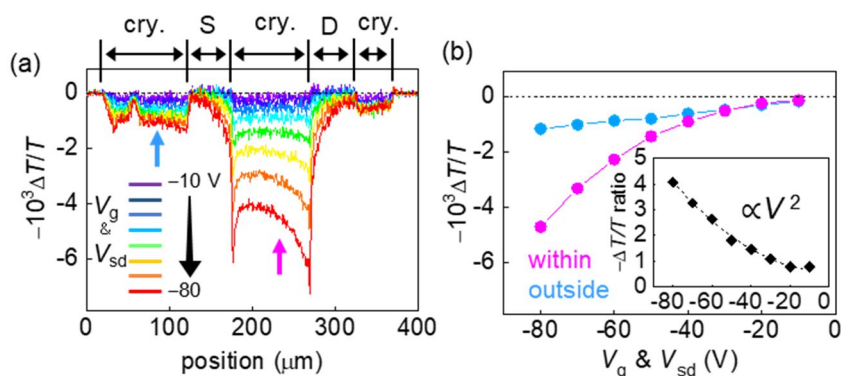 cry. S cry. D cry.
(a)
0
-2
-4
-6
−10³ΔT/T
−10 V
Vg
&
Vsd
−80
0 100 200 300 400
position (μm)
(b)
0
-2
-4
-6
−10³ΔT/T
within
outside
5
4
3
2
1
0
−ΔT/T ratio
∝V²
-80 -60 -40 -20 0
-80 -60 -40 -20 0
Vg & Vsd (V)